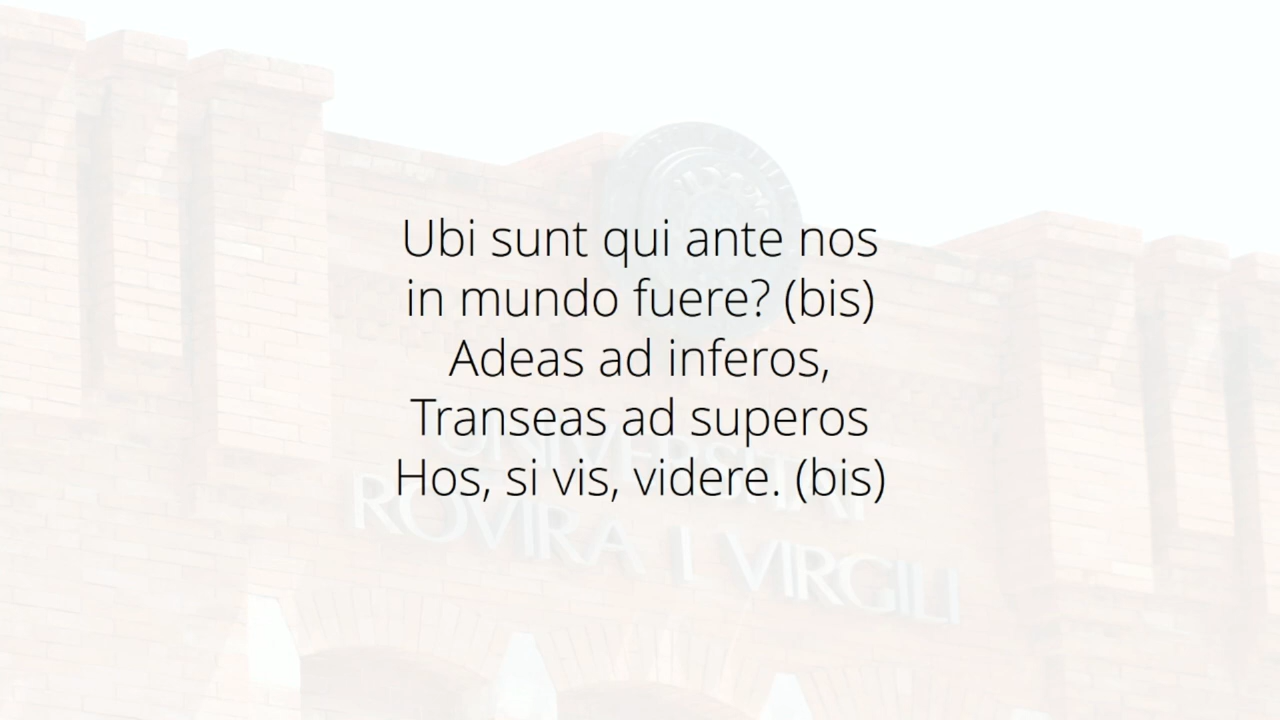 Ubi sunt qui ante nos
in mundo fuere? (bis)
Adeas ad inferos,
Transeas ad superos
Hos, si vis, videre. (bis)
UNIVERSITAT
ROVIRA I VIRGILI